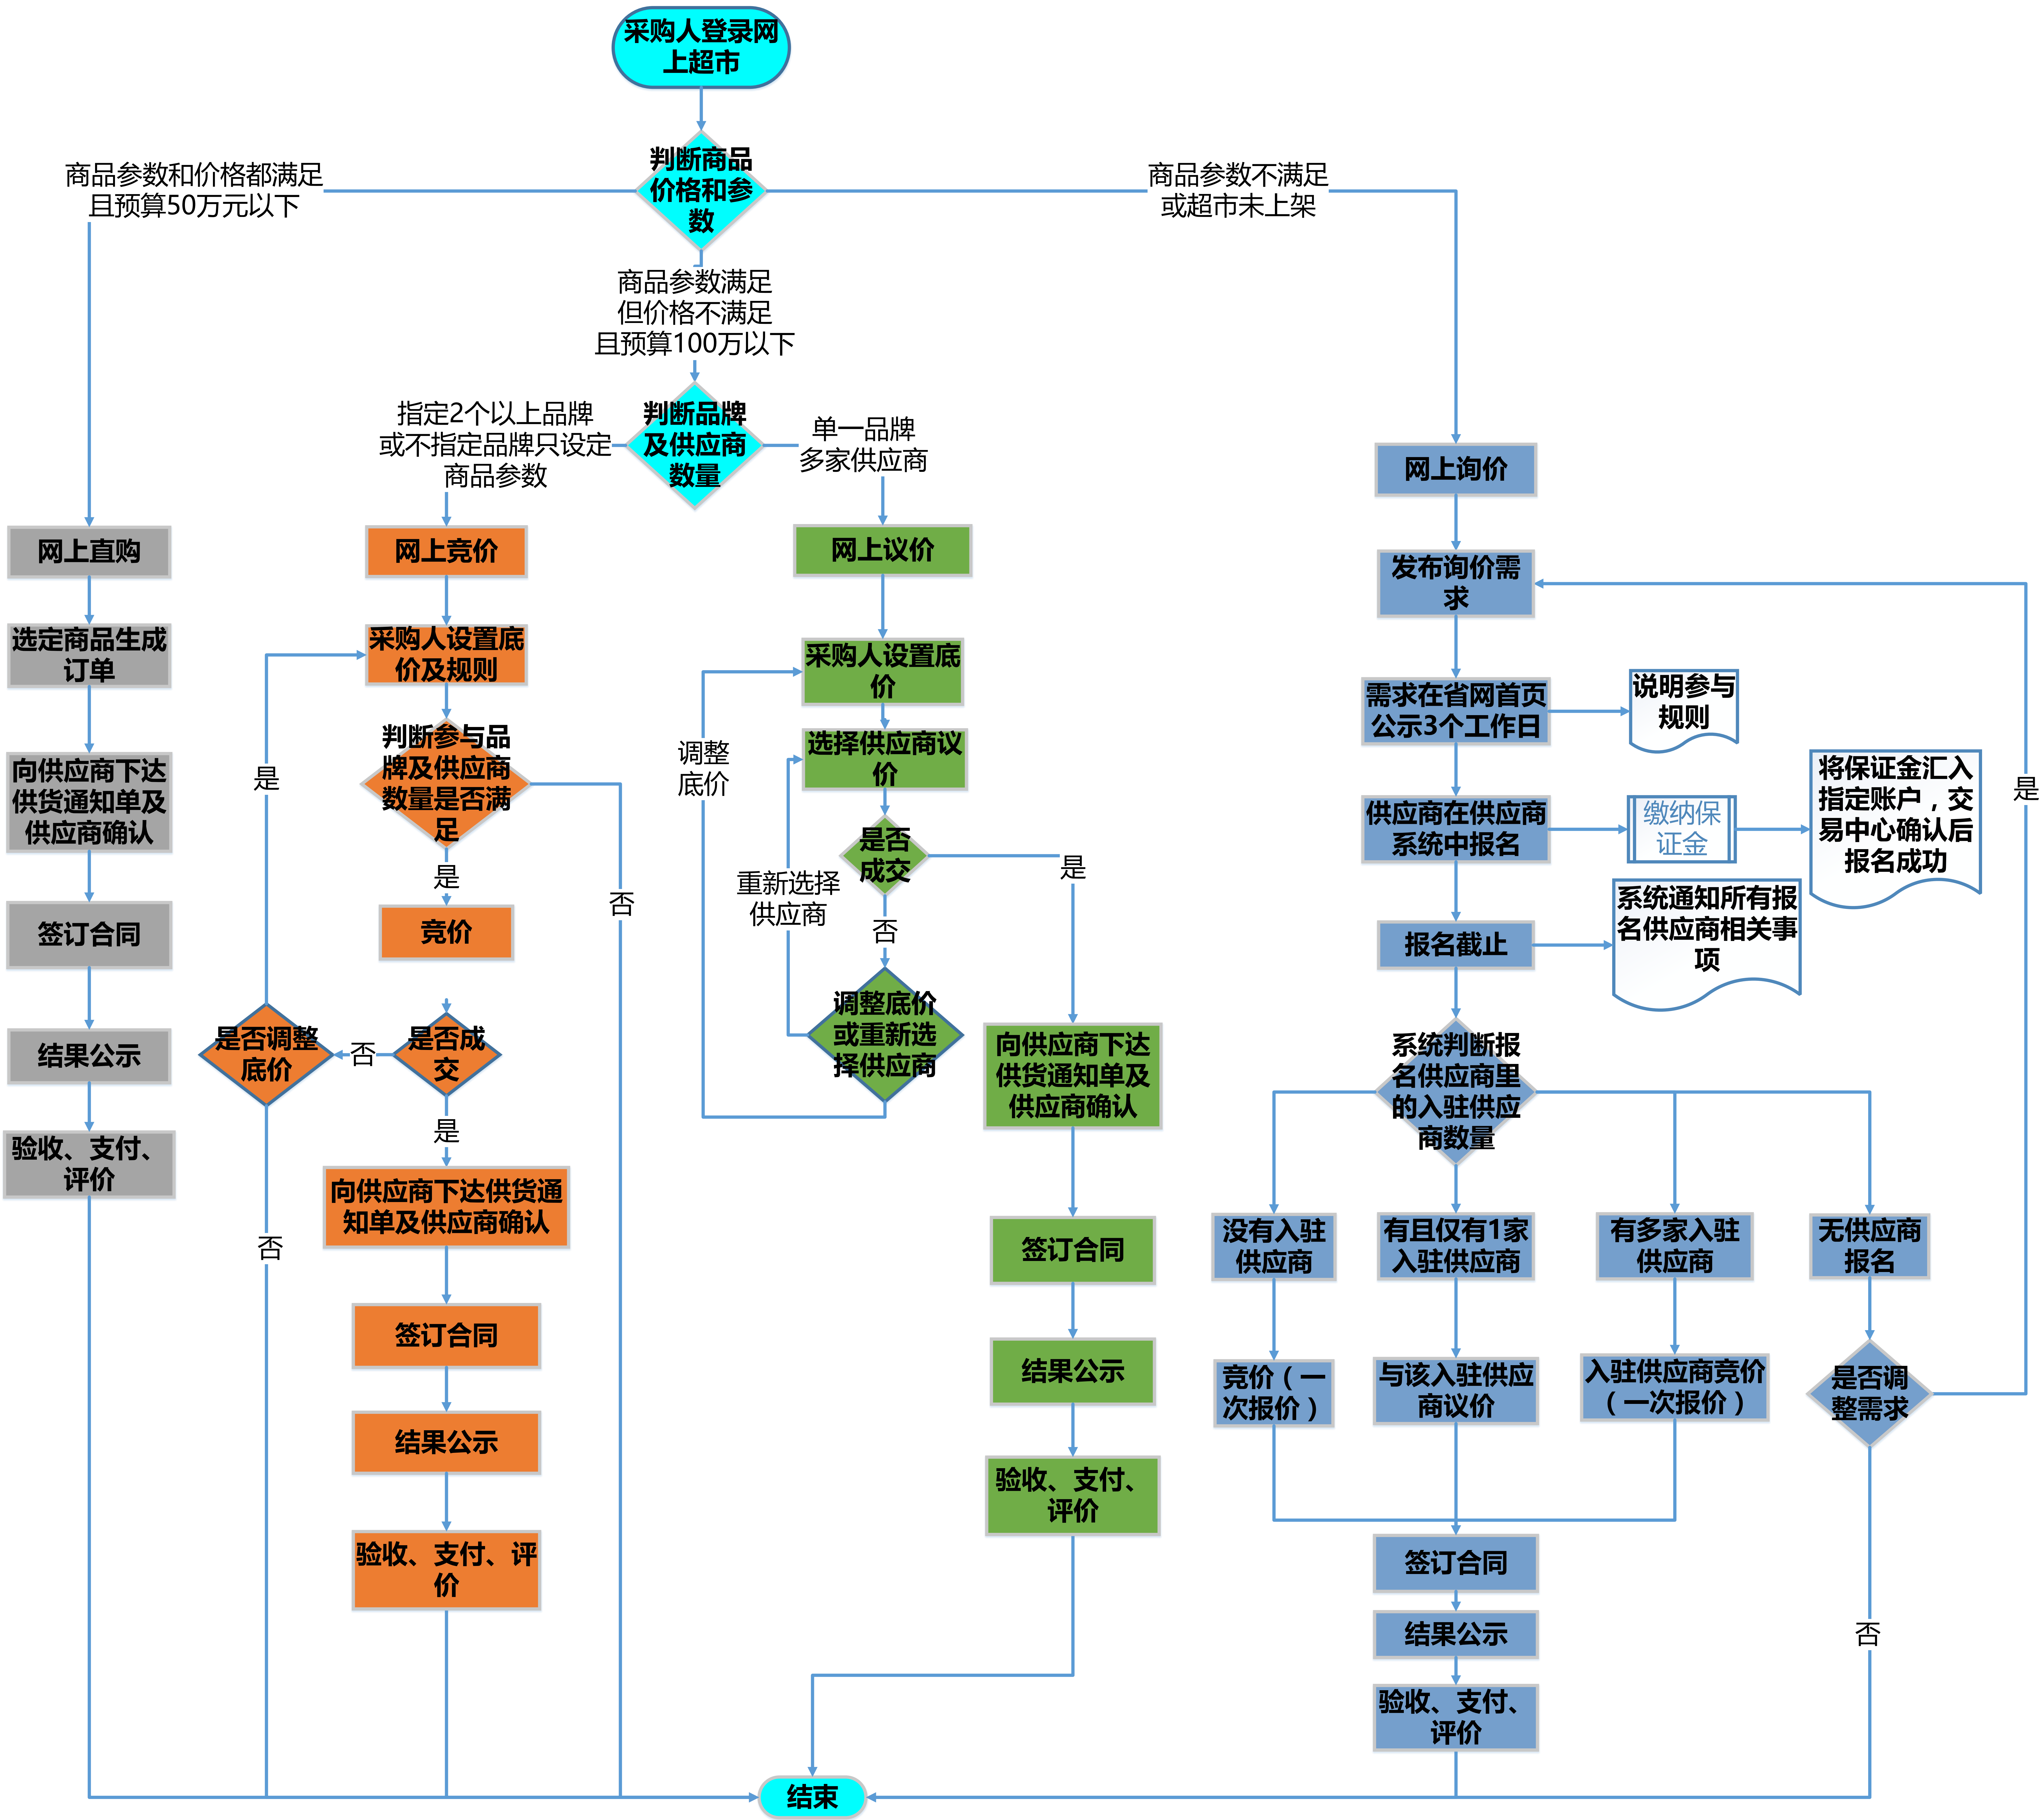 采购人登录网
上超市
判断商品
价格和参
数
商品参数和价格都满足
且预算50万元以下
商品参数不满足
或超市未上架
商品参数满足
但价格不满足
且预算100万以下
判断品牌
及供应商
数量
指定2个以上品牌
或不指定品牌只设定
商品参数
单一品牌
多家供应商
网上直购
选定商品生成
订单
向供应商下达
供货通知单及
供应商确认
签订合同
结果公示
验收、支付、
评价
网上竞价
采购人设置底
价及规则
判断参与品
牌及供应商
数量是否满
足
是
否
是
竞价
是否成
交
否
是否调整
底价
否
是
向供应商下达供货通
知单及供应商确认
签订合同
结果公示
验收、支付、评
价
网上议价
采购人设置底
价
选择供应商议
价
调整
底价
重新选择
供应商
是否
成交
是
否
调整底价
或重新选
择供应商
向供应商下达
供货通知单及
供应商确认
签订合同
结果公示
验收、支付、
评价
网上询价
发布询价需
求
需求在省网首页
公示3个工作日
说明参与
规则
供应商在供应商
系统中报名
缴纳保
证金
将保证金汇入
指定账户，交
易中心确认后
报名成功
报名截止
系统通知所有报
名供应商相关事
项
系统判断报
名供应商里
的入驻供应
商数量
没有入驻
供应商
有且仅有1家
入驻供应商
有多家入驻
供应商
无供应商
报名
竞价（一
次报价）
与该入驻供应
商议价
入驻供应商竞价
（一次报价）
是否调
整需求
是
否
签订合同
结果公示
验收、支付、
评价
结束